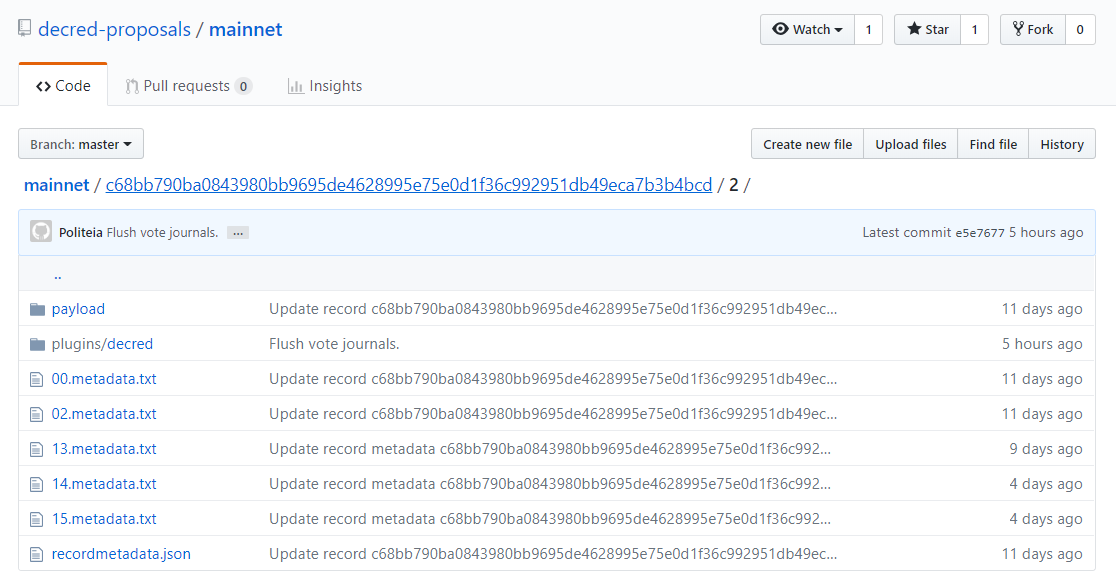 decred-proposals / mainnet
Watch 1 Star 1 Fork 0
Code Pull requests 0 Insights
Branch: master Create new file Upload files Find file History
mainnet / c68bb790ba0843980bb9695de4628995e75e0d1f36c992951db49eca7b3b4bcd / 2 /
Politeia Flush vote journals. … Latest commit e5e7677 5 hours ago
..
payload Update record c68bb790ba0843980bb9695de4628995e75e0d1f36c992951db49ec… 11 days ago
plugins/decred Flush vote journals. 5 hours ago
00.metadata.txt Update record c68bb790ba0843980bb9695de4628995e75e0d1f36c992951db49ec… 11 days ago
02.metadata.txt Update record c68bb790ba0843980bb9695de4628995e75e0d1f36c992951db49ec… 11 days ago
13.metadata.txt Update record metadata c68bb790ba0843980bb9695de4628995e75e0d1f36c992… 9 days ago
14.metadata.txt Update record metadata c68bb790ba0843980bb9695de4628995e75e0d1f36c992… 4 days ago
15.metadata.txt Update record metadata c68bb790ba0843980bb9695de4628995e75e0d1f36c992… 4 days ago
recordmetadata.json Update record c68bb790ba0843980bb9695de4628995e75e0d1f36c992951db49ec… 11 days ago